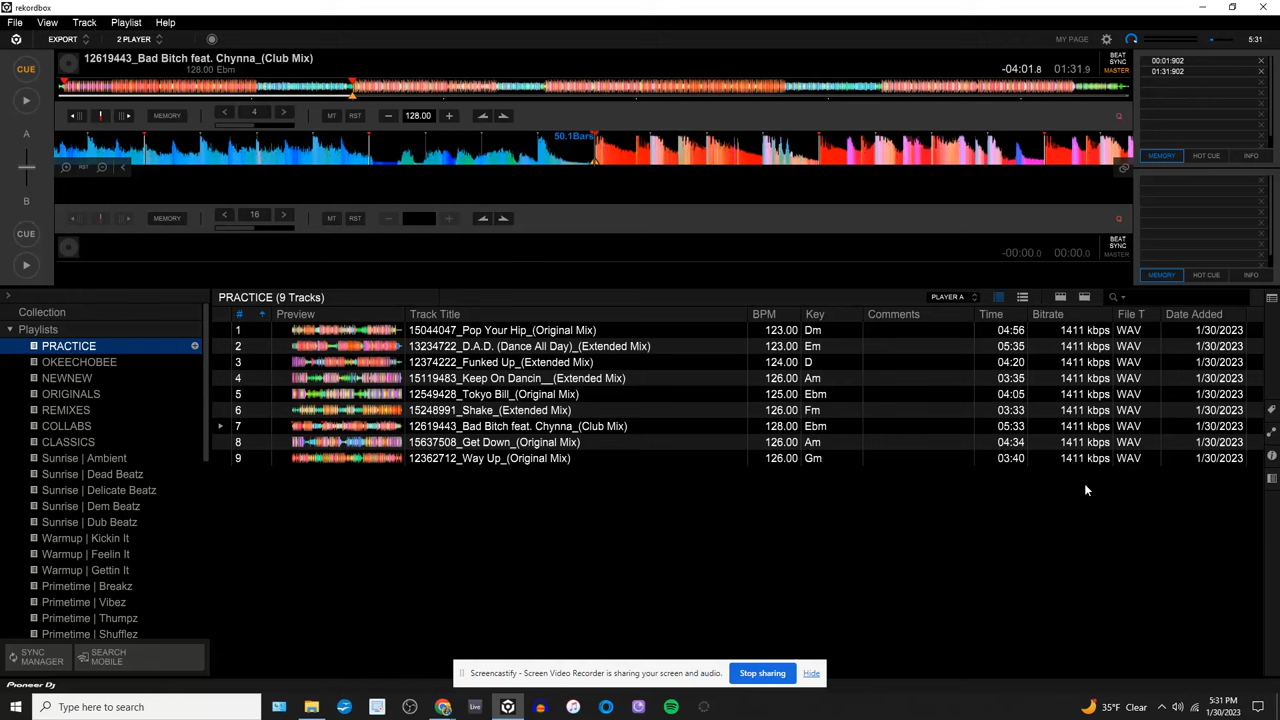 rekordbox
File View Track Playlist Help
EXPORT 2 PLAYER MY PAGE 5:31
CUE
A
B
CUE
12619443_Bad Bitch feat. Chynna_(Club Mix)
128.00 Ebm
-04:01.8 01:31.9
BEAT SYNC MASTER
MEMORY 4 MT RST 128.00 Q
50.1Bars
RST
MEMORY 16 MT RST Q
-00:00.0 00:00.0
BEAT SYNC MASTER
00:01:902
01:31:902
MEMORY HOT CUE INFO
MEMORY HOT CUE INFO
Collection
Playlists
PRACTICE
OKEECHOBEE
NEWNEW
ORIGINALS
REMIXES
COLLABS
CLASSICS
Sunrise | Ambient
Sunrise | Dead Beatz
Sunrise | Delicate Beatz
Sunrise | Dem Beatz
Sunrise | Dub Beatz
Warmup | Kickin It
Warmup | Feelin It
Warmup | Gettin It
Primetime | Breakz
Primetime | Vibez
Primetime | Thumpz
Primetime | Shufflez
SYNC MANAGER
SEARCH MOBILE
PRACTICE (9 Tracks) PLAYER A
# Preview Track Title BPM Key Comments Time Bitrate File T Date Added
1 15044047_Pop Your Hip_(Original Mix) 123.00 Dm 04:56 1411 kbps WAV 1/30/2023
2 13234722_D.A.D. (Dance All Day)_(Extended Mix) 123.00 Em 05:35 1411 kbps WAV 1/30/2023
3 12374222_Funked Up_(Extended Mix) 124.00 D 04:20 1411 kbps WAV 1/30/2023
4 15119483_Keep On Dancin__(Extended Mix) 126.00 Am 03:35 1411 kbps WAV 1/30/2023
5 12549428_Tokyo Bill_(Original Mix) 125.00 Ebm 04:05 1411 kbps WAV 1/30/2023
6 15248991_Shake_(Extended Mix) 126.00 Fm 03:33 1411 kbps WAV 1/30/2023
7 12619443_Bad Bitch feat. Chynna_(Club Mix) 128.00 Ebm 05:33 1411 kbps WAV 1/30/2023
8 15637508_Get Down_(Original Mix) 126.00 Am 04:34 1411 kbps WAV 1/30/2023
9 12362712_Way Up_(Original Mix) 126.00 Gm 03:40 1411 kbps WAV 1/30/2023
Screencastify - Screen Video Recorder is sharing your screen and audio. Stop sharing Hide
Pioneer Dj
Type here to search
Live
35°F Clear
5:31 PM
1/30/2023